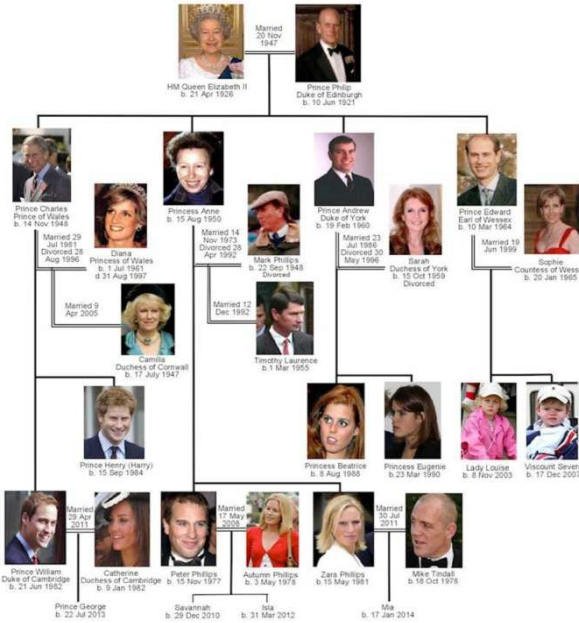 Married
20 Nov
1947
HM Queen Elizabeth II
b. 21 Apr 1926
Prince Philip
Duke of Edinburgh
b. 10 Jun 1921
Prince Charles
Prince of Wales
b. 14 Nov 1948
Princess Anne
b. 15 Aug 1950
Prince Andrew
Duke of York
b. 19 Feb 1960
Prince Edward
Earl of Wessex
b. 10 Mar 1964
Married 29
Jul 1981
Divorced 28
Aug 1996
Diana
Princess of Wales
b. 1 Jul 1961
d 31 Aug 1997
Married 14
Nov 1973
Divorced 28
Apr 1992
Mark Phillips
b. 22 Sep 1948
Divorced
Married 23
Jul 1986
Divorced 30
May 1996
Sarah
Duchess of York
b. 15 Oct 1959
Divorced
Married 19
Jun 1999
Sophie
Countess of Wess
b. 20 Jan 1965
Married 9
Apr 2005
Camilla
Duchess of Cornwall
b. 17 July 1947
Married 12
Dec 1992
Timothy Laurence
b. 1 Mar 1955
Prince Henry (Harry)
b. 15 Sep 1984
Princess Beatrice
b. 8 Aug 1988
Princess Eugenie
b. 23 Mar 1990
Lady Louise
b. 8 Nov 2003
Viscount Sever
b. 17 Dec 2007
Prince William
Duke of Cambridge
b. 21 Jun 1982
Married
29 Apr
2011
Catherine
Duchess of Cambridge
b. 9 Jan 1982
Peter Phillips
b. 15 Nov 1977
Married
17 May
2008
Autumn Phillips
b. 3 May 1978
Zara Phillips
b. 15 May 1981
Married
30 Jul
2011
Mike Tindall
b. 18 Oct 1978
Prince George
b. 22 Jul 2013
Savannah
b. 29 Dec 2010
Isla
b. 31 Mar 2012
Mia
b. 17 Jan 2014